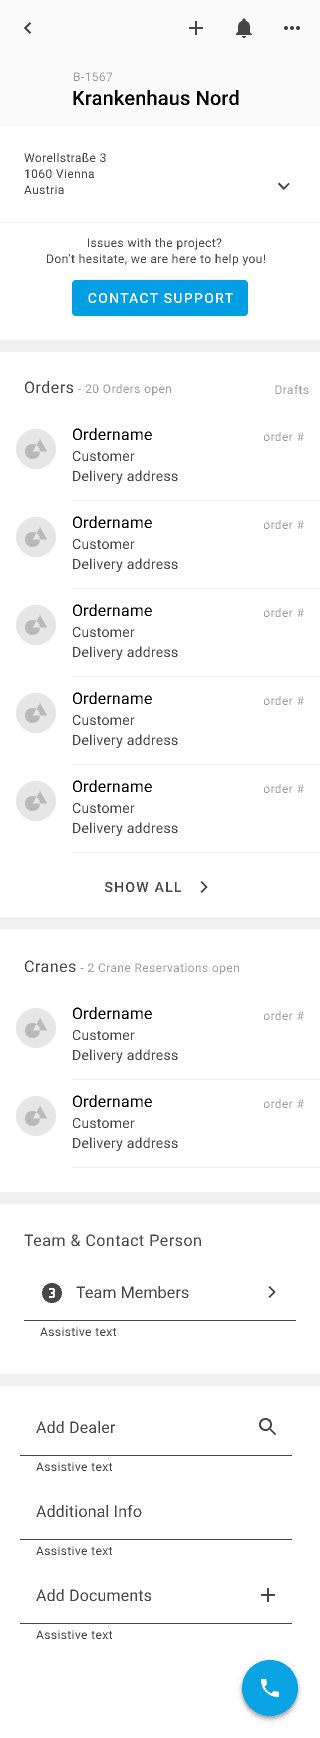 B-1567
Krankenhaus Nord
Worellstraße 3
1060 Vienna
Austria
Issues with the project?
Don't hesitate, we are here to help you!
CONTACT SUPPORT
Orders - 20 Orders open
Drafts
Ordername
order #
Customer
Delivery address
Ordername
order #
Customer
Delivery address
Ordername
order #
Customer
Delivery address
Ordername
order #
Customer
Delivery address
Ordername
order #
Customer
Delivery address
SHOW ALL
Cranes - 2 Crane Reservations open
Ordername
order #
Customer
Delivery address
Ordername
order #
Customer
Delivery address
Team & Contact Person
3 Team Members
Assistive text
Add Dealer
Assistive text
Additional Info
Assistive text
Add Documents
Assistive text